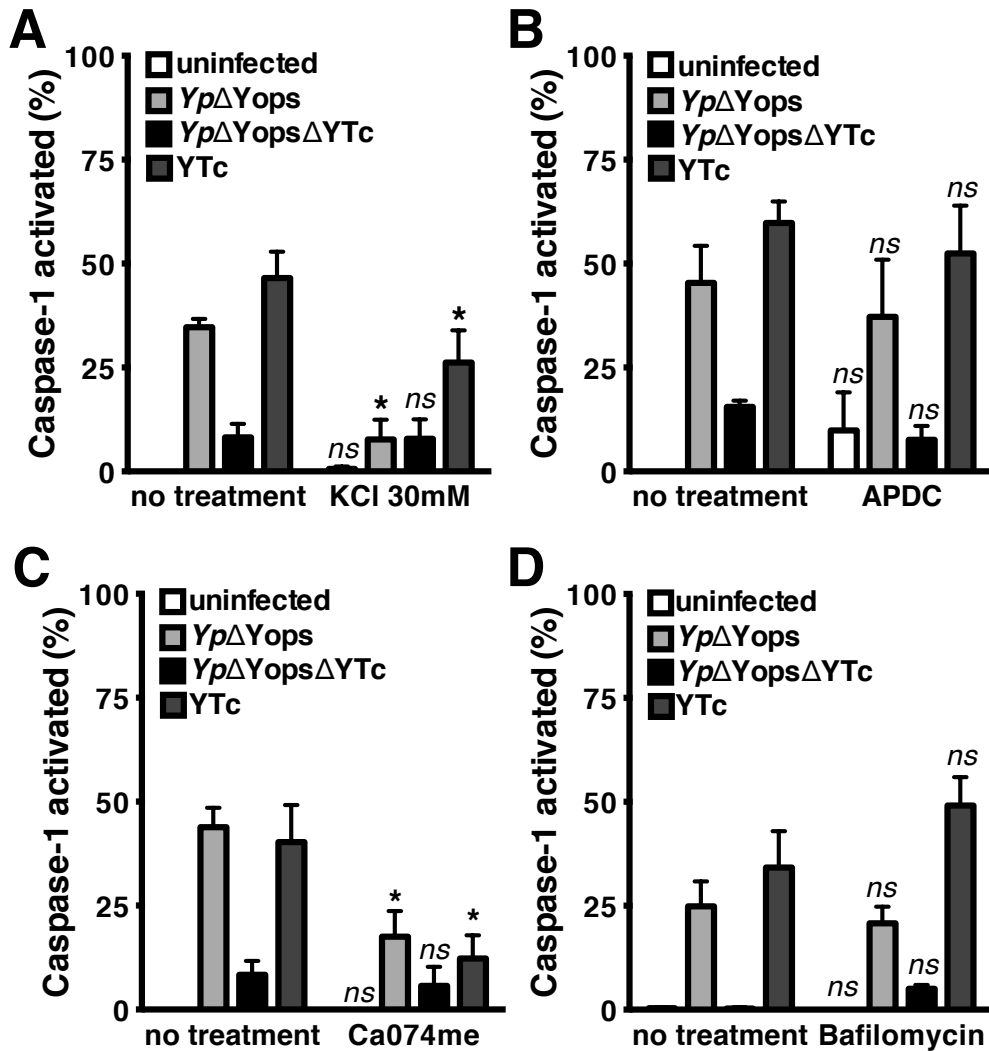 A
Caspase-1 activated (%)
100
75
50
25
0
uninfected
YpΔYops
YpΔYopsΔYTc
YTc
ns
*
ns
*
no treatment
KCl 30mM
B
Caspase-1 activated (%)
100
75
50
25
0
uninfected
YpΔYops
YpΔYopsΔYTc
YTc
ns
ns
ns
ns
no treatment
APDC
C
Caspase-1 activated (%)
100
75
50
25
0
uninfected
YpΔYops
YpΔYopsΔYTc
YTc
ns
*
ns
*
no treatment
Ca074me
D
Caspase-1 activated (%)
100
75
50
25
0
uninfected
YpΔYops
YpΔYopsΔYTc
YTc
ns
ns
ns
ns
no treatment
Bafilomycin